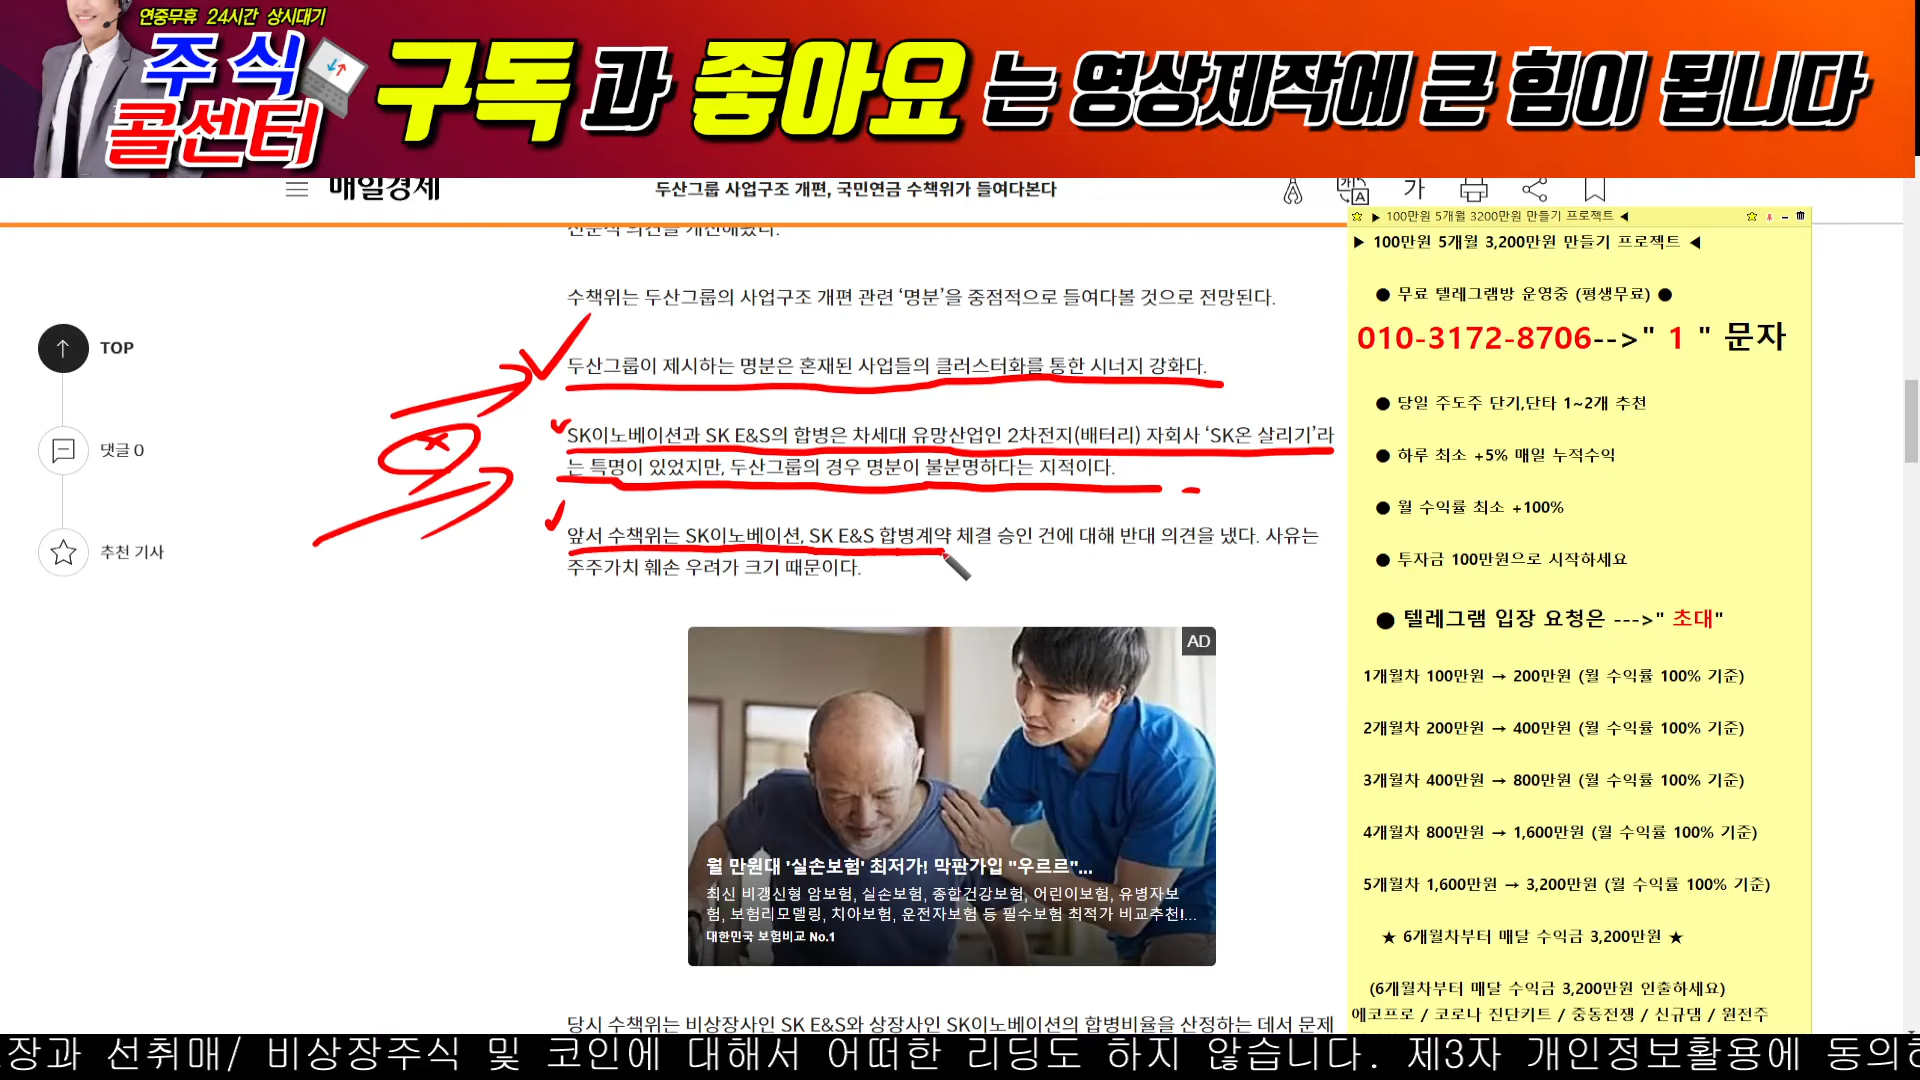 연중무휴 24시간 상시대기
주식
콜센터
구독과 좋아요는 영상제작에 큰 힘이 됩니다
매일경제
두산그룹 사업구조 개편, 국민연금 수책위가 들여다본다
가
전문적 의견을 개진해왔다.
수책위는 두산그룹의 사업구조 개편 관련 ‘명분’을 중점적으로 들여다볼 것으로 전망된다.
두산그룹이 제시하는 명분은 혼재된 사업들의 클러스터화를 통한 시너지 강화다.
SK이노베이션과 SK E&S의 합병은 차세대 유망산업인 2차전지(배터리) 자회사 ‘SK온 살리기’라
는 특명이 있었지만, 두산그룹의 경우 명분이 불분명하다는 지적이다.
앞서 수책위는 SK이노베이션, SK E&S 합병계약 체결 승인 건에 대해 반대 의견을 냈다. 사유는
주주가치 훼손 우려가 크기 때문이다.
TOP
댓글 0
추천 기사
AD
월 만원대 '실손보험' 최저가! 막판가입 "우르르"...
최신 비갱신형 암보험, 실손보험, 종합건강보험, 어린이보험, 유병자보
험, 보험리모델링, 치아보험, 운전자보험 등 필수보험 최적가 비교추천!...
대한민국 보험비교 No.1
당시 수책위는 비상장사인 SK E&S와 상장사인 SK이노베이션의 합병비율을 산정하는 데서 문제
▶ 100만원 5개월 3200만원 만들기 프로젝트 ◀
▶ 100만원 5개월 3,200만원 만들기 프로젝트 ◀
● 무료 텔레그램방 운영중 (평생무료) ●
010-3172-8706-->" 1 " 문자
● 당일 주도주 단기,단타 1~2개 추천
● 하루 최소 +5% 매일 누적수익
● 월 수익률 최소 +100%
● 투자금 100만원으로 시작하세요
● 텔레그램 입장 요청은 --->" 초대"
1개월차 100만원 → 200만원 (월 수익률 100% 기준)
2개월차 200만원 → 400만원 (월 수익률 100% 기준)
3개월차 400만원 → 800만원 (월 수익률 100% 기준)
4개월차 800만원 → 1,600만원 (월 수익률 100% 기준)
5개월차 1,600만원 → 3,200만원 (월 수익률 100% 기준)
★ 6개월차부터 매달 수익금 3,200만원 ★
(6개월차부터 매달 수익금 3,200만원 인출하세요)
에코프로 / 코로나 진단키트 / 중동전쟁 / 신규댐 / 원전주
장과 선취매/ 비상장주식 및 코인에 대해서 어떠한 리딩도 하지 않습니다. 제3자 개인정보활용에 동의하